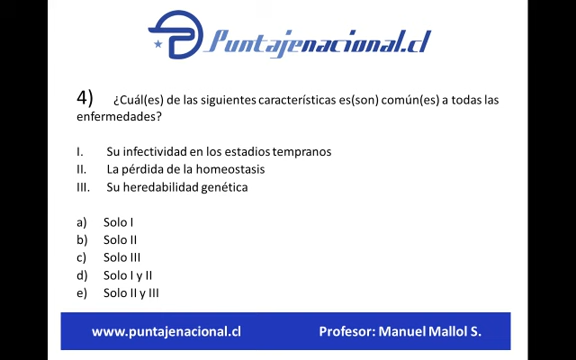 Puntajenacional.cl
4) ¿Cuál(es) de las siguientes características es(son) común(es) a todas las
enfermedades?
I. Su infectividad en los estadios tempranos
II. La pérdida de la homeostasis
III. Su heredabilidad genética
a) Solo I
b) Solo II
c) Solo III
d) Solo I y II
e) Solo II y III
www.puntajenacional.cl Profesor: Manuel Mallol S.